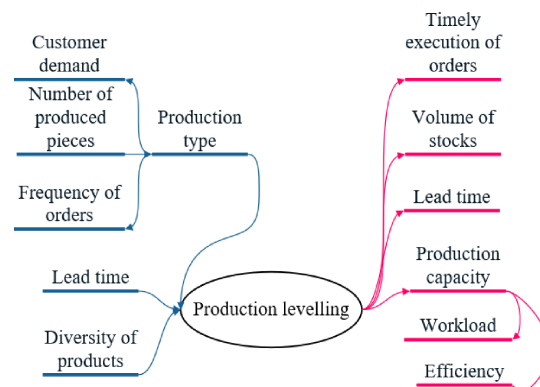 Customer
demand
Number of
produced
pieces
Frequency of
orders
Production
type
Lead time
Diversity of
products
Production levelling
Timely
execution of
orders
Volume of
stocks
Lead time
Production
capacity
Workload
Efficiency